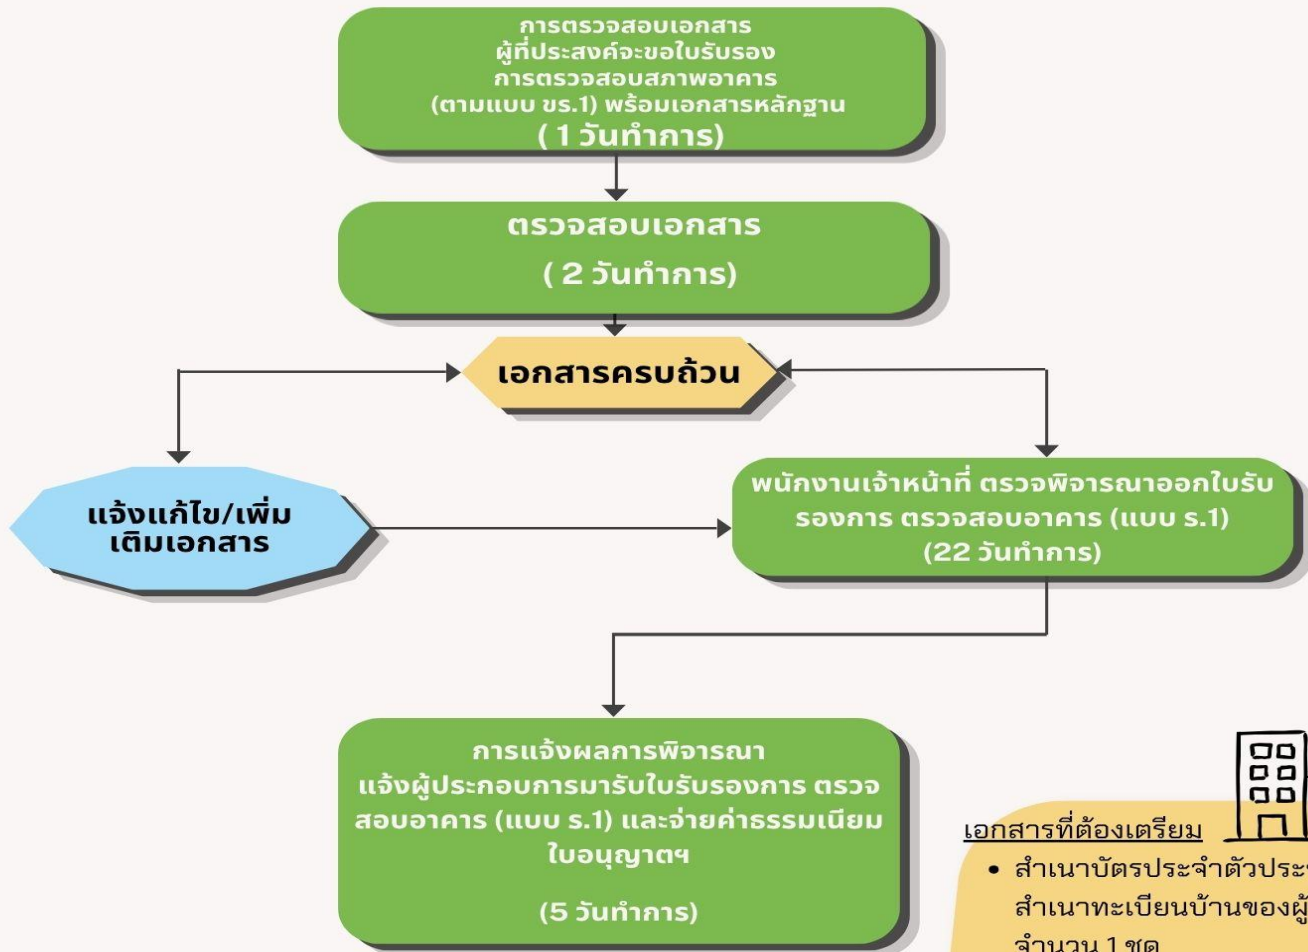 การตรวจสอบเอกสาร
ผู้ที่ประสงค์จะขอใบรับรอง
การตรวจสอบสภาพอาคาร
(ตามแบบ ขร.1) พร้อมเอกสารหลักฐาน
( 1 วันทำการ)
ตรวจสอบเอกสาร
( 2 วันทำการ)
เอกสารครบถ้วน
แจ้งแก้ไข/เพิ่ม
เติมเอกสาร
พนักงานเจ้าหน้าที่ ตรวจพิจารณาออกใบรับ
รองการ ตรวจสอบอาคาร (แบบ ร.1)
(22 วันทำการ)
การแจ้งผลการพิจารณา
แจ้งผู้ประกอบการมารับใบรับรองการ ตรวจ
สอบอาคาร (แบบ ร.1) และจ่ายค่าธรรมเนียม
ใบอนุญาตฯ
(5 วันทำการ)
เอกสารที่ต้องเตรียม
• สำเนาบัตรประจำตัวประ
สำเนาทะเบียนบ้านของผู้
จำนวน 1 ชุด